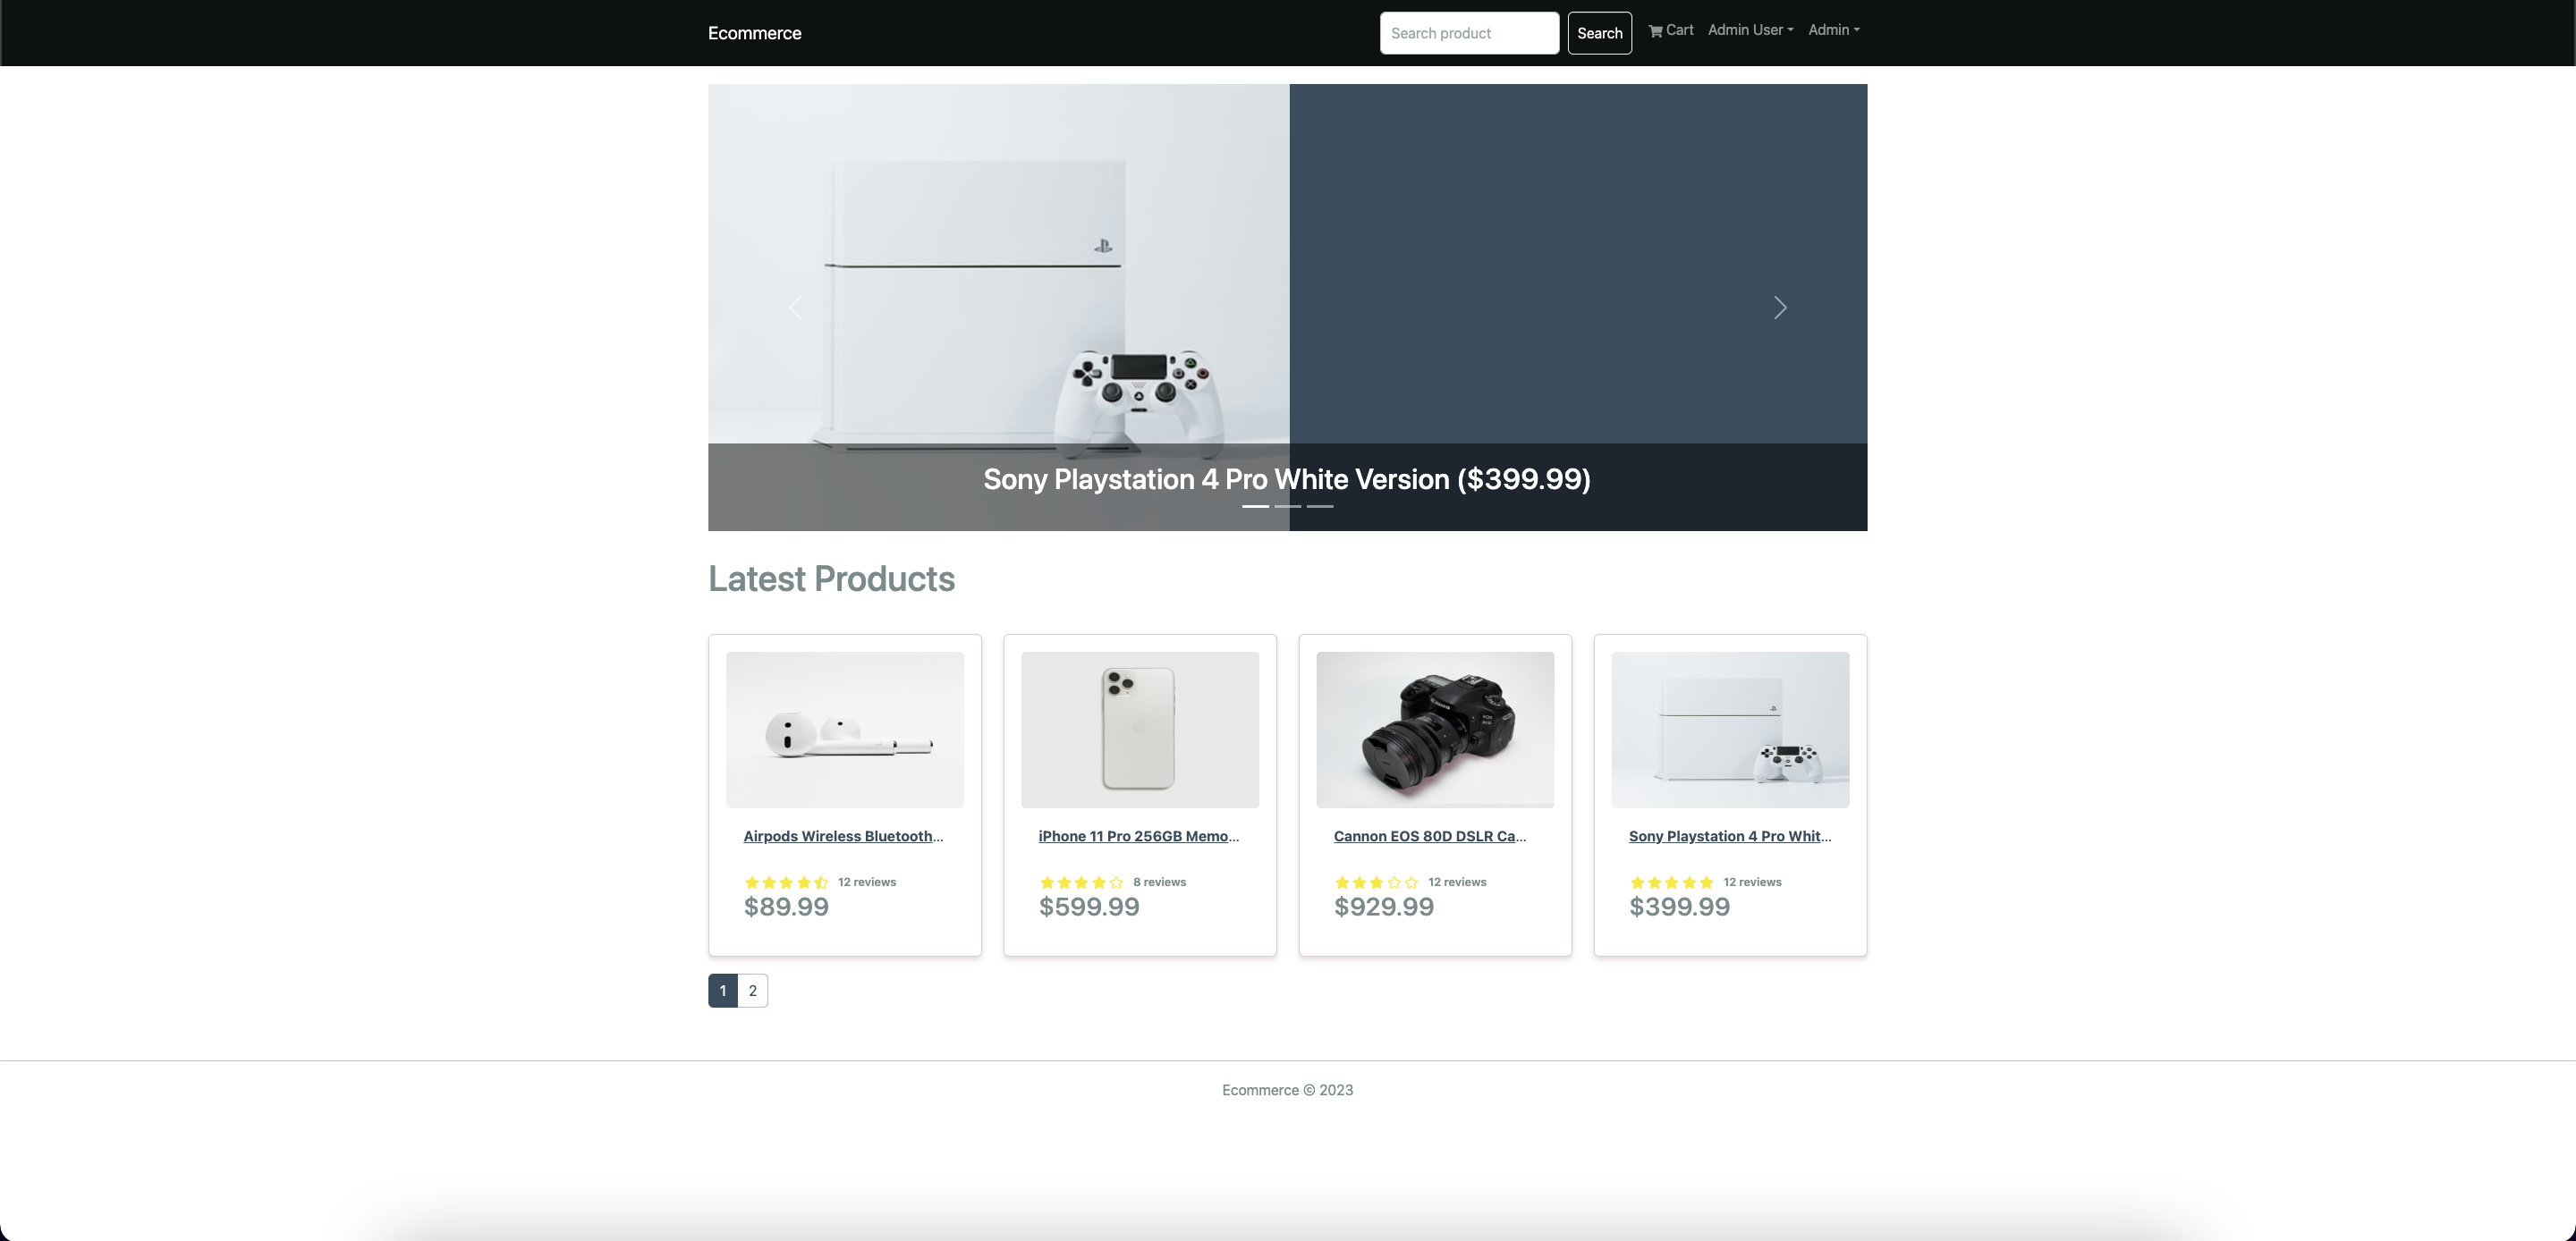 Ecommerce
Search product
Search
Cart
Admin User
Admin
Sony Playstation 4 Pro White Version ($399.99)
Latest Products
Airpods Wireless Bluetooth...
12 reviews
$89.99
iPhone 11 Pro 256GB Memo...
8 reviews
$599.99
Cannon EOS 80D DSLR Ca...
12 reviews
$929.99
Sony Playstation 4 Pro Whit...
12 reviews
$399.99
1
2
Ecommerce © 2023